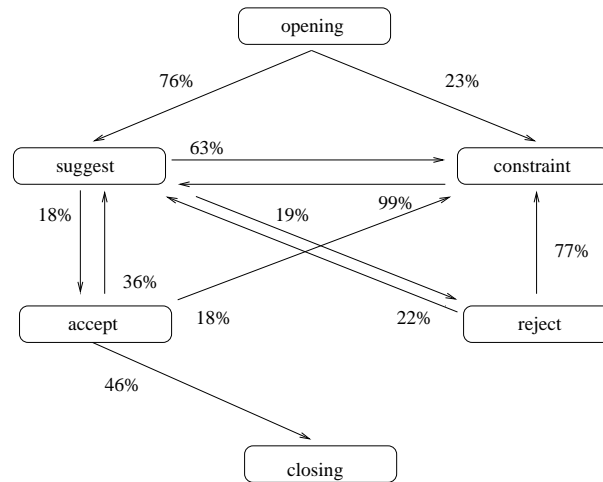 opening
76%
23%
suggest
63%
constraint
18%
19%
99%
36%
77%
accept
18%
22%
reject
46%
closing